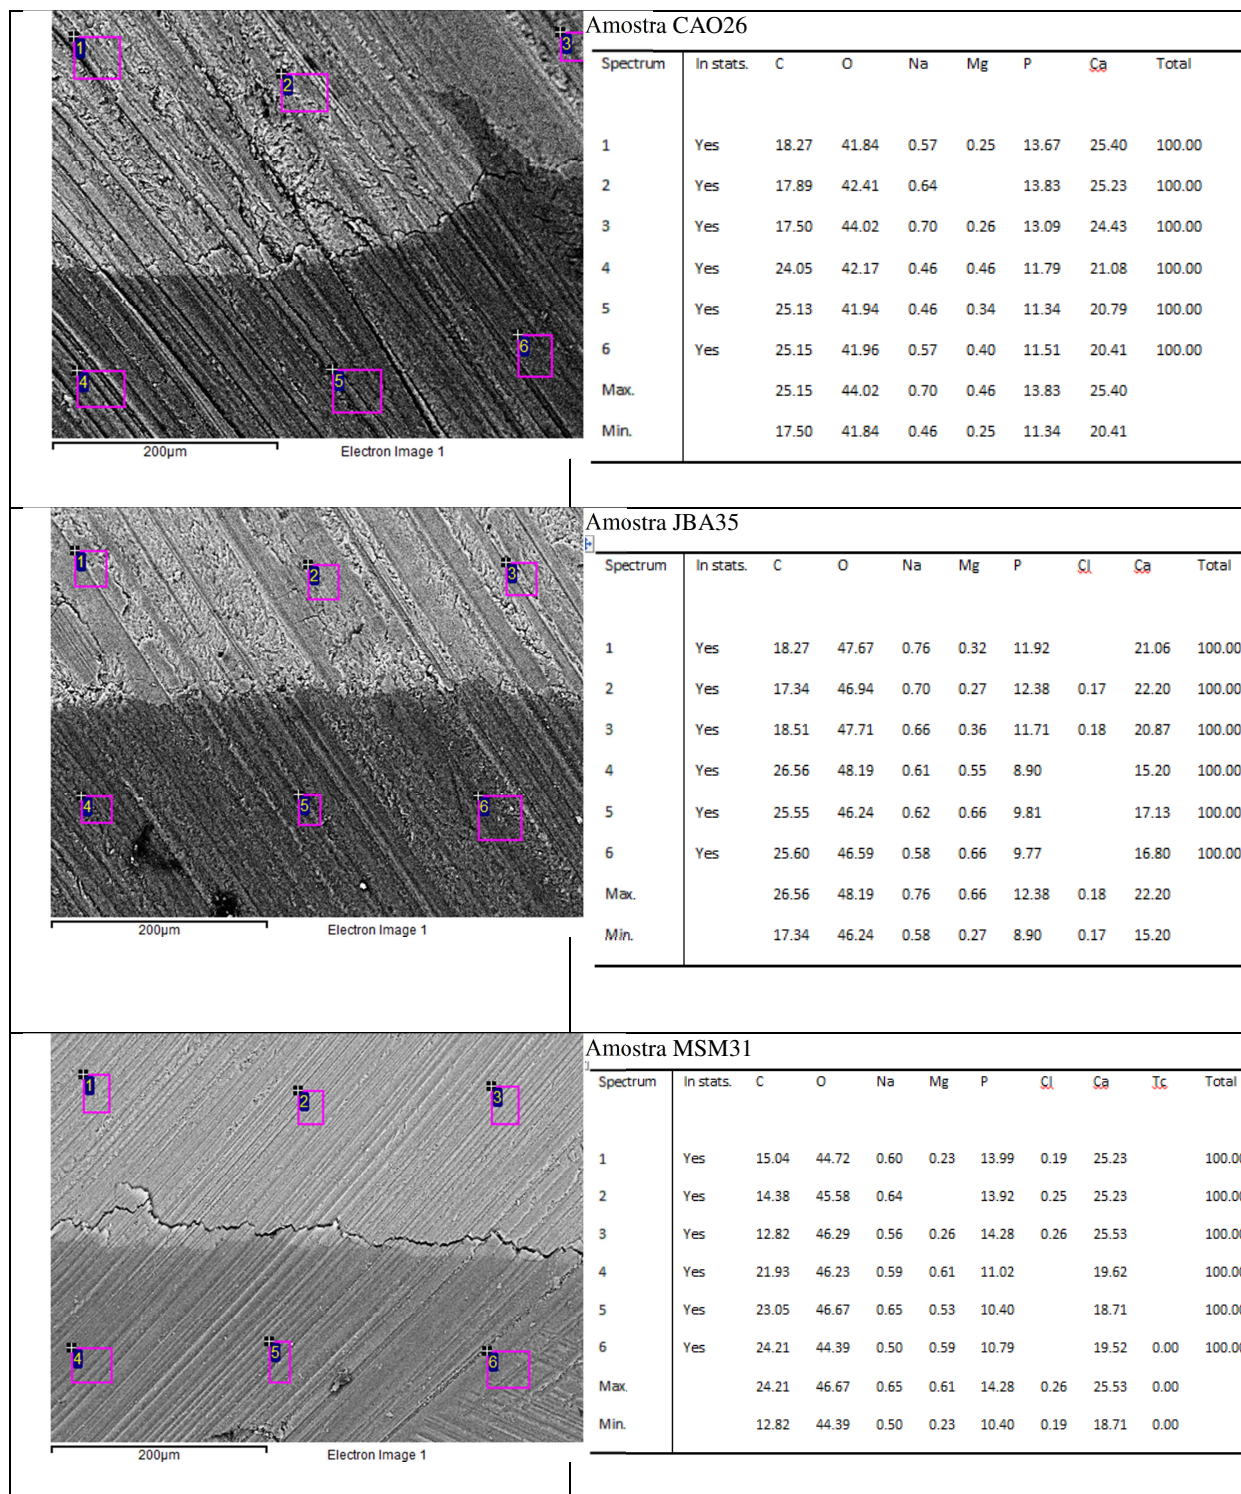 Amostra CAO26
1
2
3
4
5
6
200µm Electron Image 1
Spectrum In stats. C O Na Mg P Ca Total
1 Yes 18.27 41.84 0.57 0.25 13.67 25.40 100.00
2 Yes 17.89 42.41 0.64 13.83 25.23 100.00
3 Yes 17.50 44.02 0.70 0.26 13.09 24.43 100.00
4 Yes 24.05 42.17 0.46 0.46 11.79 21.08 100.00
5 Yes 25.13 41.94 0.46 0.34 11.34 20.79 100.00
6 Yes 25.15 41.96 0.57 0.40 11.51 20.41 100.00
Max. 25.15 44.02 0.70 0.46 13.83 25.40
Min. 17.50 41.84 0.46 0.25 11.34 20.41
Amostra JBA35
1
2
3
4
5
6
200µm Electron Image 1
Spectrum In stats. C O Na Mg P Cl Ca Total
1 Yes 18.27 47.67 0.76 0.32 11.92 21.06 100.00
2 Yes 17.34 46.94 0.70 0.27 12.38 0.17 22.20 100.00
3 Yes 18.51 47.71 0.66 0.36 11.71 0.18 20.87 100.00
4 Yes 26.56 48.19 0.61 0.55 8.90 15.20 100.00
5 Yes 25.55 46.24 0.62 0.66 9.81 17.13 100.00
6 Yes 25.60 46.59 0.58 0.66 9.77 16.80 100.00
Max. 26.56 48.19 0.76 0.66 12.38 0.18 22.20
Min. 17.34 46.24 0.58 0.27 8.90 0.17 15.20
Amostra MSM31
1
2
3
4
5
6
200µm Electron Image 1
Spectrum In stats. C O Na Mg P Cl Ca Tc Total
1 Yes 15.04 44.72 0.60 0.23 13.99 0.19 25.23 100.00
2 Yes 14.38 45.58 0.64 13.92 0.25 25.23 100.00
3 Yes 12.82 46.29 0.56 0.26 14.28 0.26 25.53 100.00
4 Yes 21.93 46.23 0.59 0.61 11.02 19.62 100.00
5 Yes 23.05 46.67 0.65 0.53 10.40 18.71 100.00
6 Yes 24.21 44.39 0.50 0.59 10.79 19.52 0.00 100.00
Max. 24.21 46.67 0.65 0.61 14.28 0.26 25.53 0.00
Min. 12.82 44.39 0.50 0.23 10.40 0.19 18.71 0.00